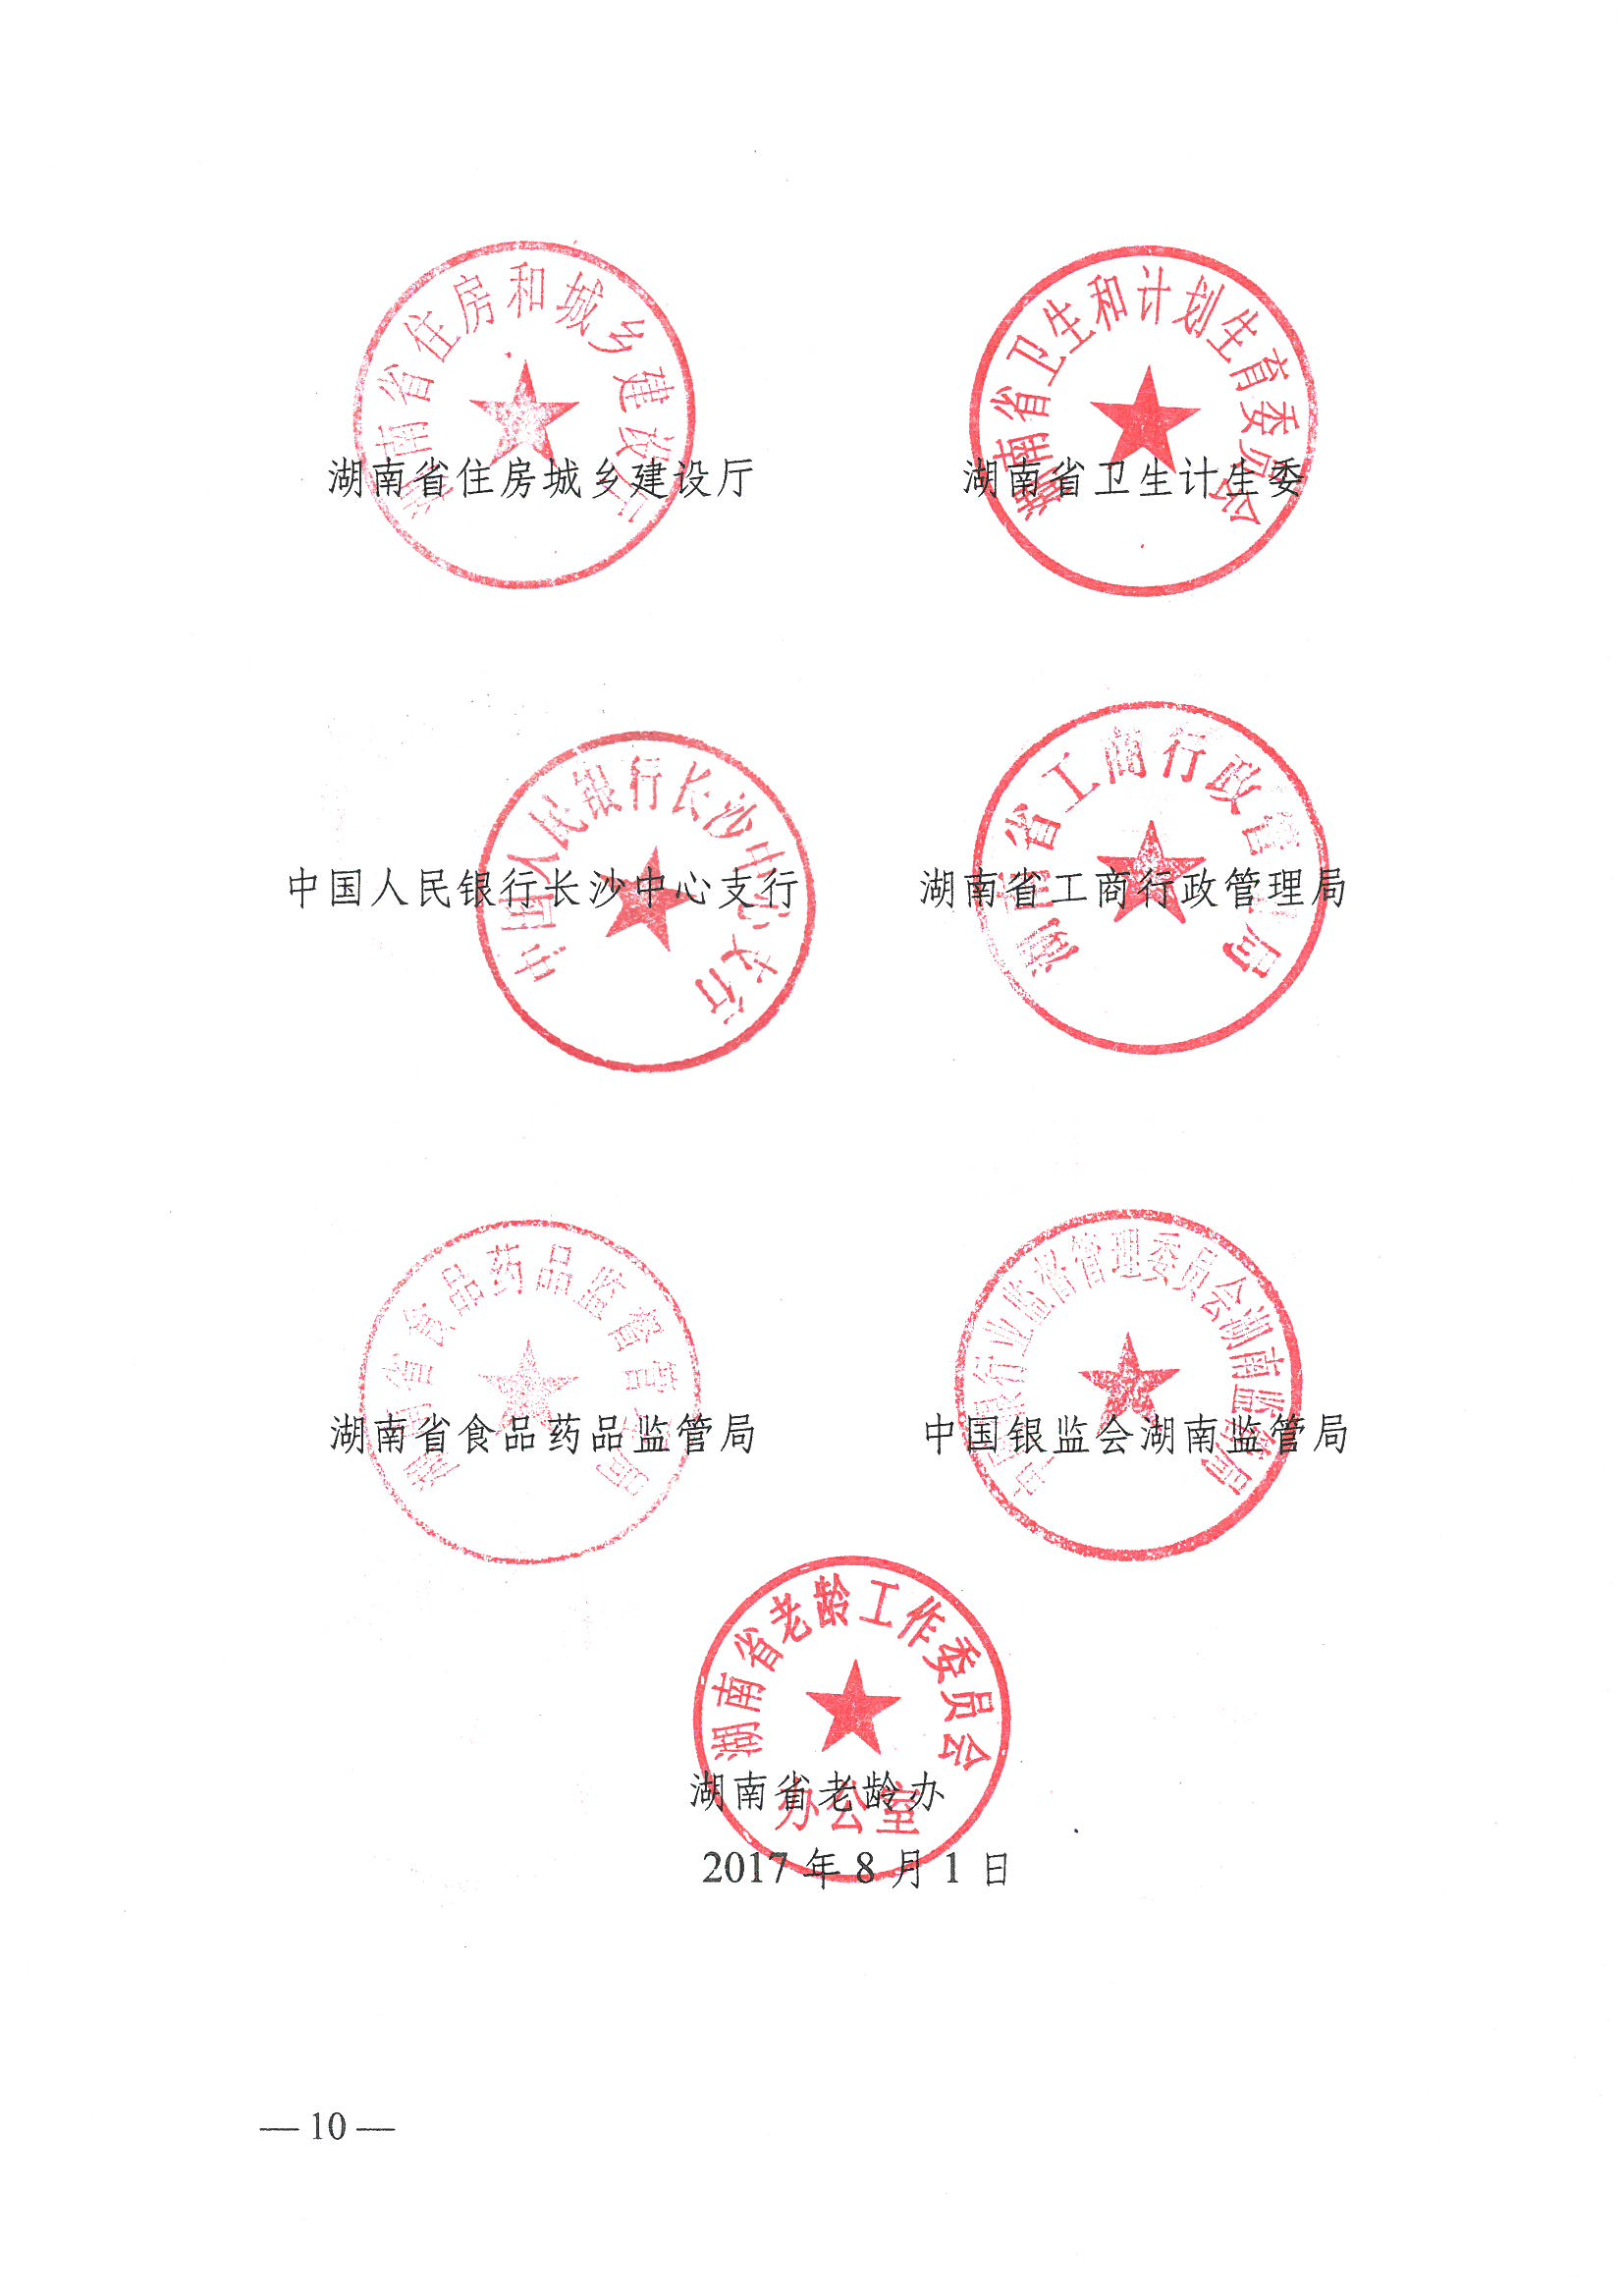 湖南省住房和城乡建设厅
湖南省住房城乡建设厅
湖南省卫生和计划生育委员会
湖南省卫生计生委
中国人民银行长沙中心支行
中国人民银行长沙中心支行
湖南省工商行政管理局
湖南省工商行政管理局
湖南省食品药品监督管理局
湖南省食品药品监管局
中国银行业监督管理委员会湖南监管局
中国银监会湖南监管局
湖南省老龄工作委员会
办公室
湖南省老龄办
2017年8月1日
— 10 —